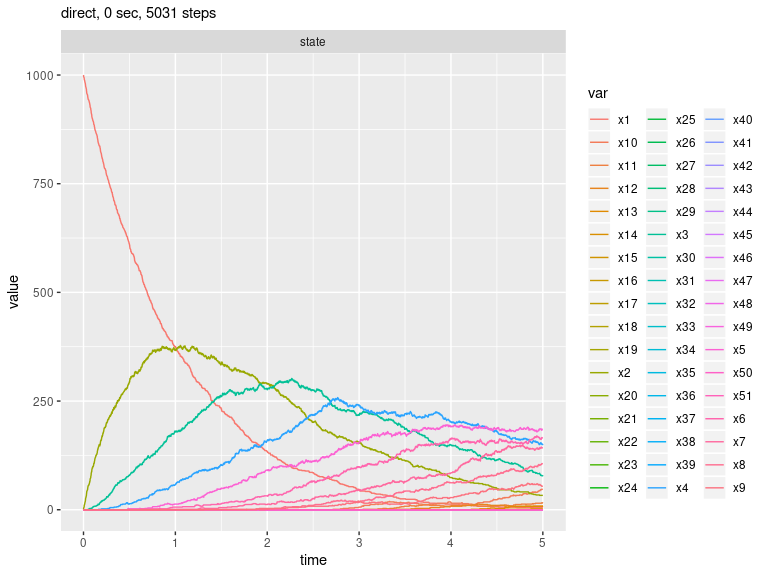 direct, 0 sec, 5031 steps
state
value
1000
750
500
250
0
0 1 2 3 4 5
time
var
x1 x25 x40
x10 x26 x41
x11 x27 x42
x12 x28 x43
x13 x29 x44
x14 x3 x45
x15 x30 x46
x16 x31 x47
x17 x32 x48
x18 x33 x49
x19 x34 x5
x2 x35 x50
x20 x36 x51
x21 x37 x6
x22 x38 x7
x23 x39 x8
x24 x4 x9